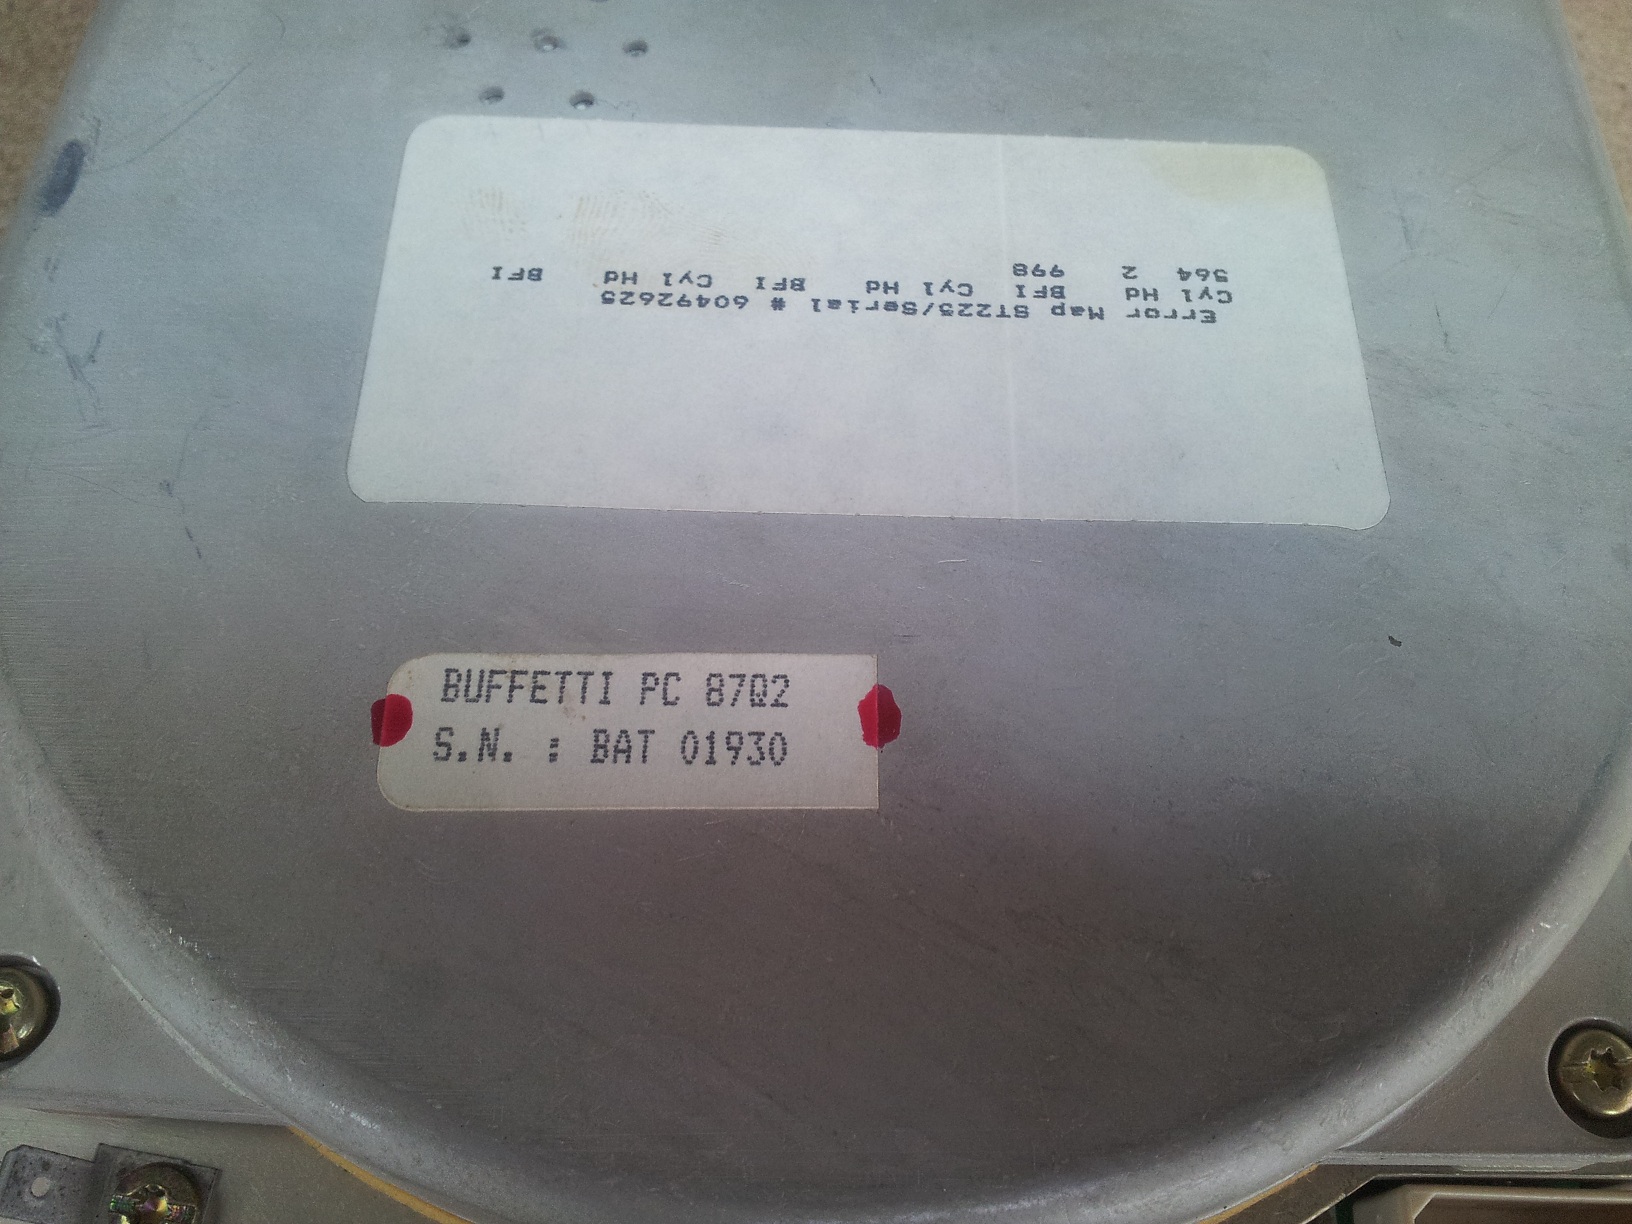 Error Map ST225/Serial # 60492625
Cyl Hd BFI Cyl Hd BFI Cyl Hd BFI
564 2 998
BUFFETTI PC 87Q2
S.N. : BAT 01930